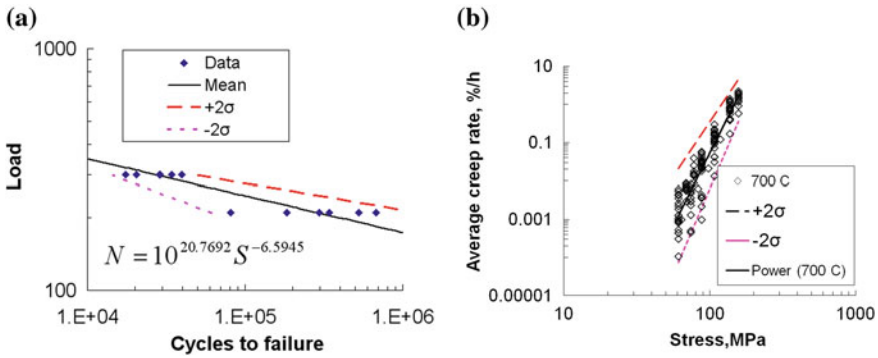 (a)
1000
Data
Mean
+2σ
-2σ
Load
N = 10^20.7692 S^-6.5945
100
1.E+04
1.E+05
1.E+06
Cycles to failure
(b)
10
0.1
0.001
0.00001
Average creep rate, %/h
700 C
+2σ
-2σ
Power (700 C)
10
100
1000
Stress,MPa